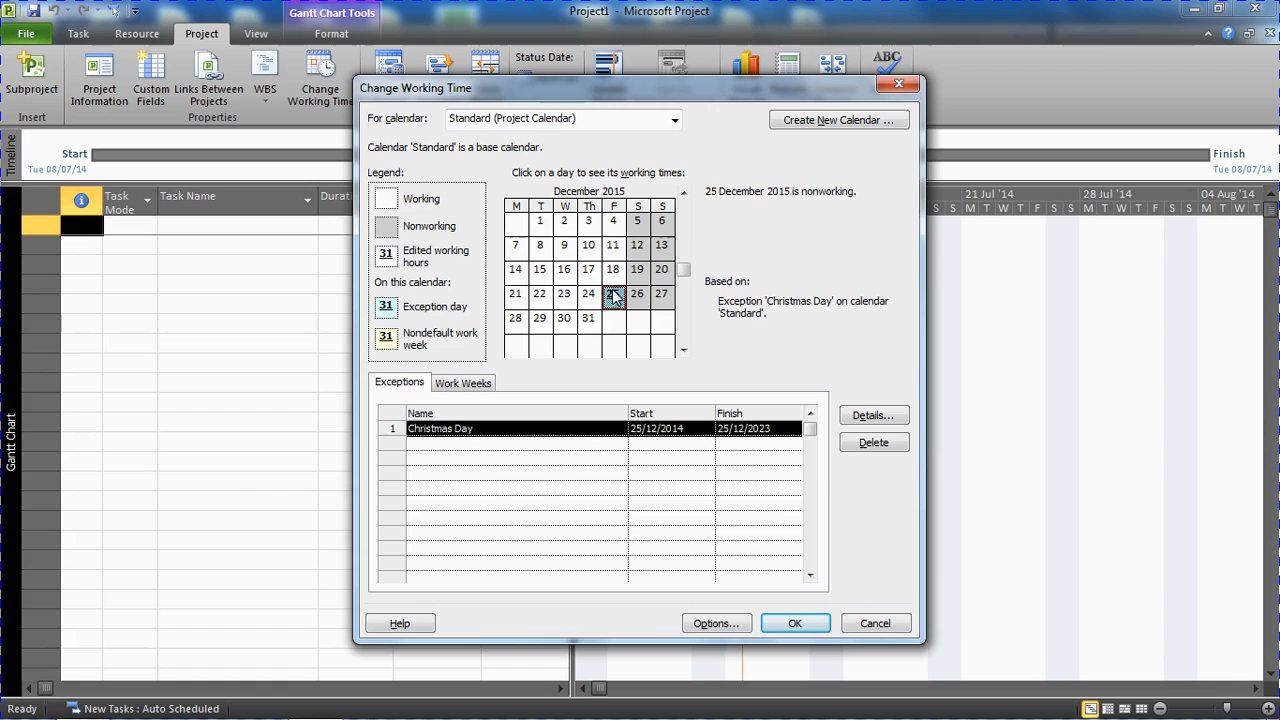 Gantt Chart Tools
Project1 - Microsoft Project
File
Task
Resource
Project
View
Format
Subproject
Project Information
Custom Fields
Links Between Projects
WBS
Change Working Time
Status Date:
ABC
Insert
Properties
Timeline
Start
Tue 08/07/14
Finish
Tue 08/07/14
Task Mode
Task Name
Durati
21 Jul '14
28 Jul '14
04 Aug '14
S S M T W T F S S M T W T F S S M T W T
Gantt Chart
Change Working Time
For calendar:
Standard (Project Calendar)
Create New Calendar ...
Calendar 'Standard' is a base calendar.
Legend:
Working
Nonworking
31 Edited working hours
On this calendar:
31 Exception day
31 Nondefault work week
Click on a day to see its working times:
December 2015
M T W Th F S S
1 2 3 4 5 6
7 8 9 10 11 12 13
14 15 16 17 18 19 20
21 22 23 24 26 27
28 29 30 31
25 December 2015 is nonworking.
Based on:
Exception 'Christmas Day' on calendar
'Standard'.
Exceptions
Work Weeks
Name Start Finish
1 Christmas Day 25/12/2014 25/12/2023
Details...
Delete
Help
Options...
OK
Cancel
Ready
New Tasks : Auto Scheduled